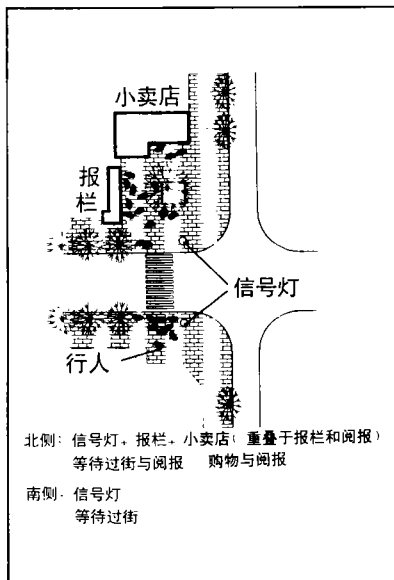 小卖店
报
栏
信号灯
行人
北侧：信号灯+报栏+小卖店（重叠于报栏和阅报）
等待过街与阅报 购物与阅报
南侧·信号灯
等待过街